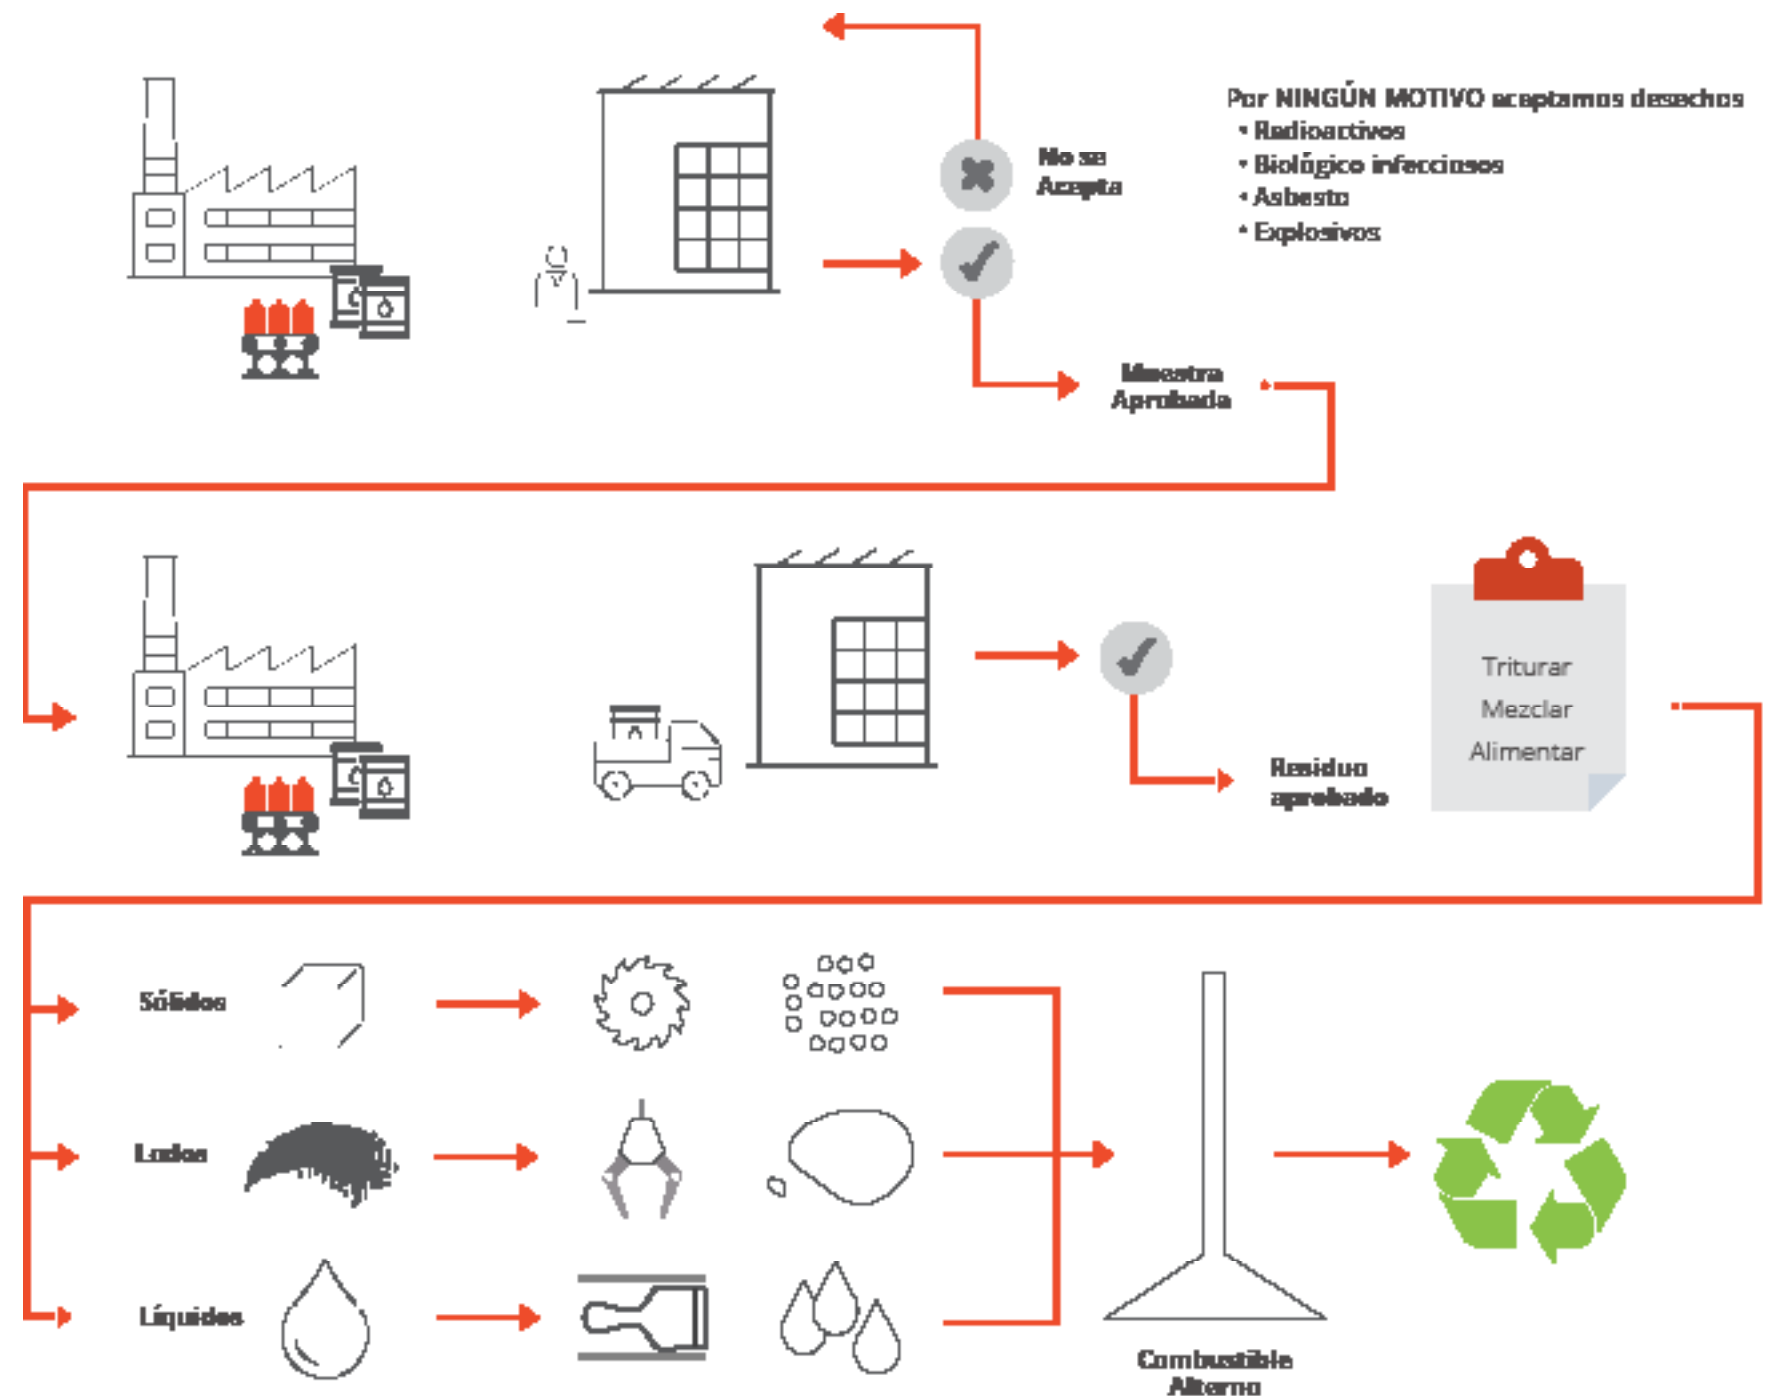 Por NINGÚN MOTIVO aceptamos desechos
• Radioactivos
• Biológico infecciosos
• Asbesto
• Explosivos
No se
Acepta
Muestra
Aprobada
Triturar
Mezclar
Alimentar
Residuo
aprobado
Sólidos
Lodos
Líquidos
Combustible
Alterno